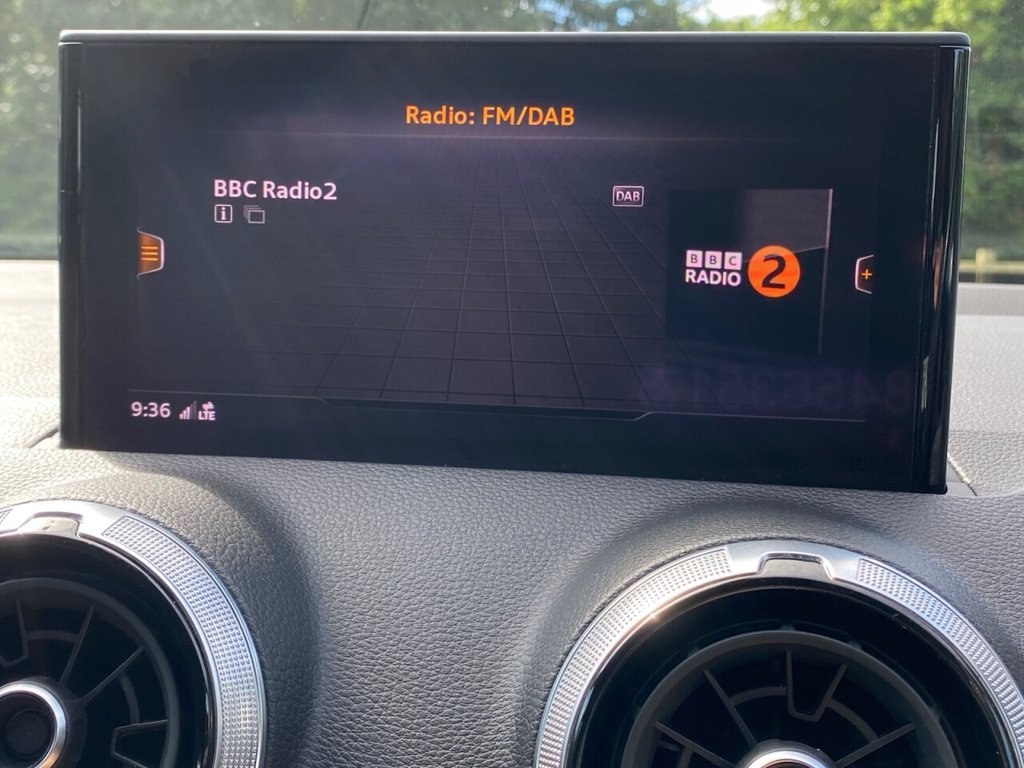 Radio: FM/DAB
BBC Radio2
DAB
i
BBC
RADIO 2
+
9:36 LTE